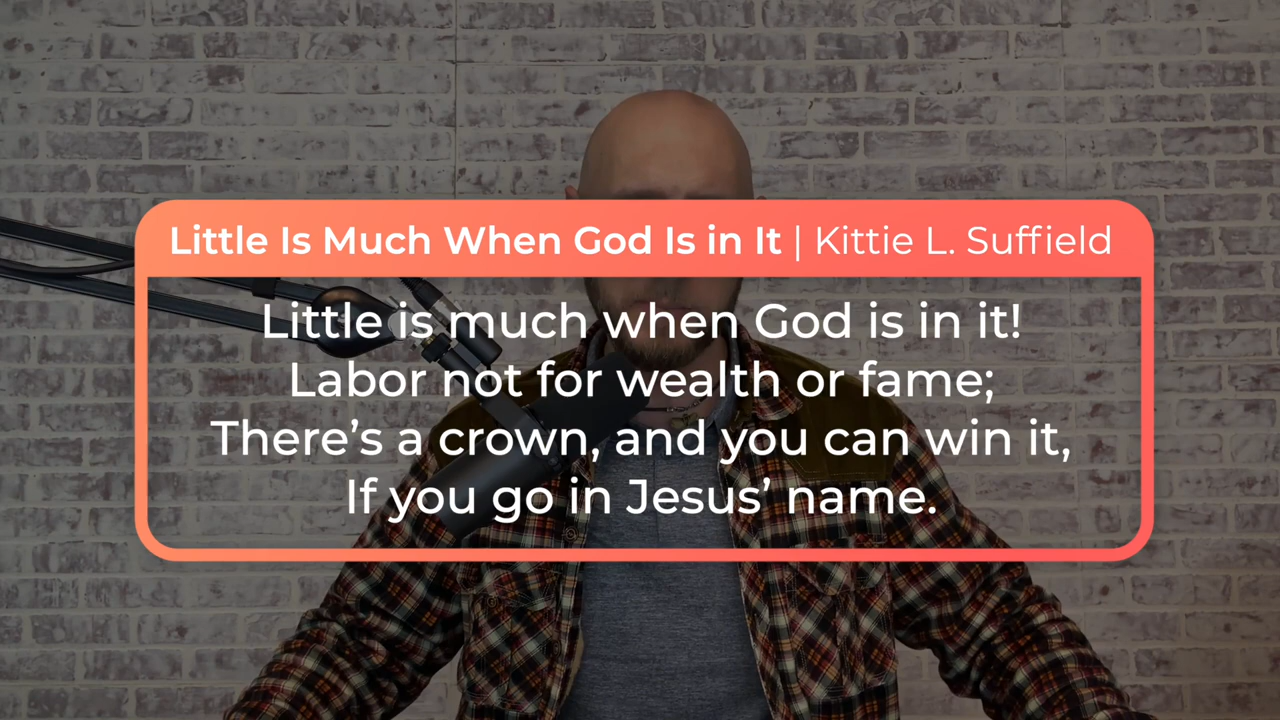 Little Is Much When God Is in It | Kittie L. Suffield
Little is much when God is in it!
Labor not for wealth or fame;
There’s a crown, and you can win it,
If you go in Jesus’ name.